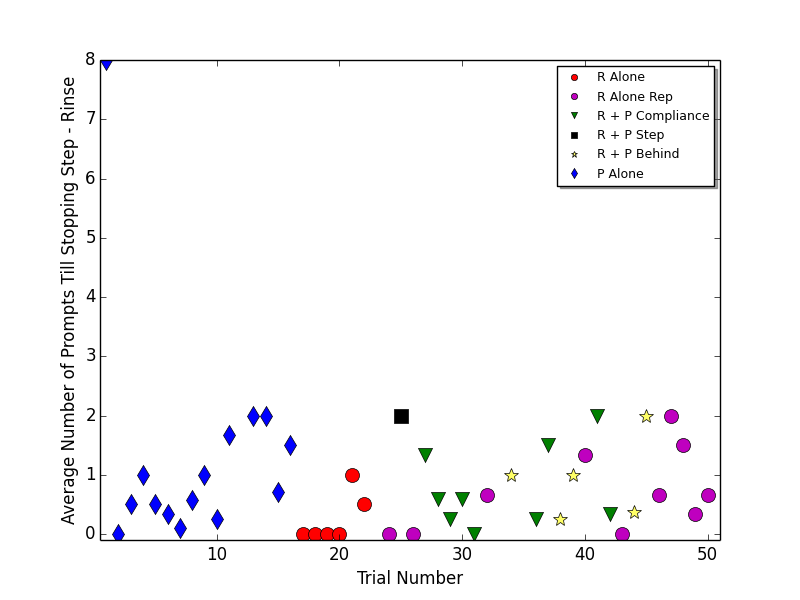 8
7
6
5
4
3
2
1
0
Average Number of Prompts Till Stopping Step - Rinse
R Alone
R Alone Rep
R + P Compliance
R + P Step
R + P Behind
P Alone
10 20 30 40 50
Trial Number